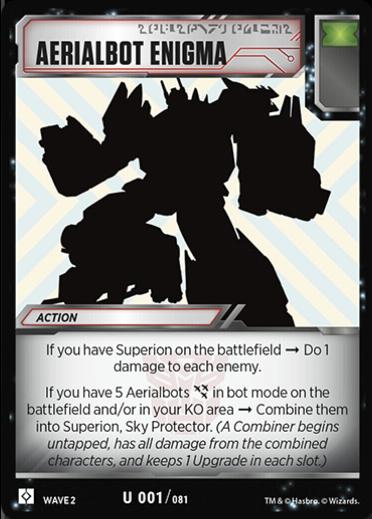 AERIALBOT ENIGMA
ACTION
If you have Superion on the battlefield → Do 1
damage to each enemy.
If you have 5 Aerialbots in bot mode on the
battlefield and/or in your KO area → Combine them
into Superion, Sky Protector. (A Combiner begins
untapped, has all damage from the combined
characters, and keeps 1 Upgrade in each slot.)
WAVE 2 U 001/081 TM & © Hasbro. © Wizards.